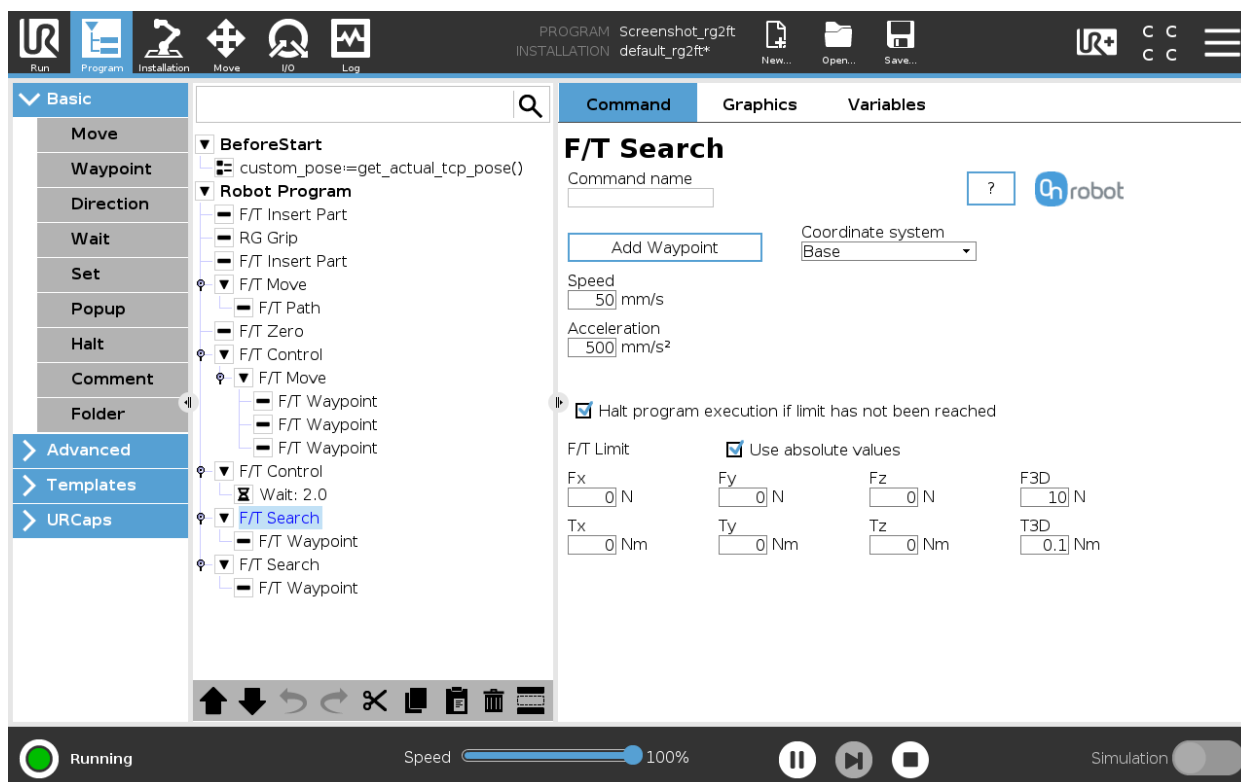 PROGRAM Screenshot_rg2ft
INSTALLATION default_rg2ft*
UR
Run
Program
Installation
Move
I/O
Log
New...
Open...
Save...
UR+
C C
C C
Basic
Move
Waypoint
Direction
Wait
Set
Popup
Halt
Comment
Folder
Advanced
Templates
URCaps
BeforeStart
custom_pose:=get_actual_tcp_pose()
Robot Program
F/T Insert Part
RG Grip
F/T Insert Part
F/T Move
F/T Path
F/T Zero
F/T Control
F/T Move
F/T Waypoint
F/T Waypoint
F/T Waypoint
F/T Control
Wait: 2.0
F/T Search
F/T Waypoint
F/T Search
F/T Waypoint
Command Graphics Variables
F/T Search
Command name
?
On robot
Add Waypoint
Coordinate system
Base
Speed
50 mm/s
Acceleration
500 mm/s²
Halt program execution if limit has not been reached
F/T Limit Use absolute values
Fx Fy Fz F3D
0 N 0 N 0 N 10 N
Tx Ty Tz T3D
0 Nm 0 Nm 0 Nm 0.1 Nm
Running
Speed 100%
Simulation